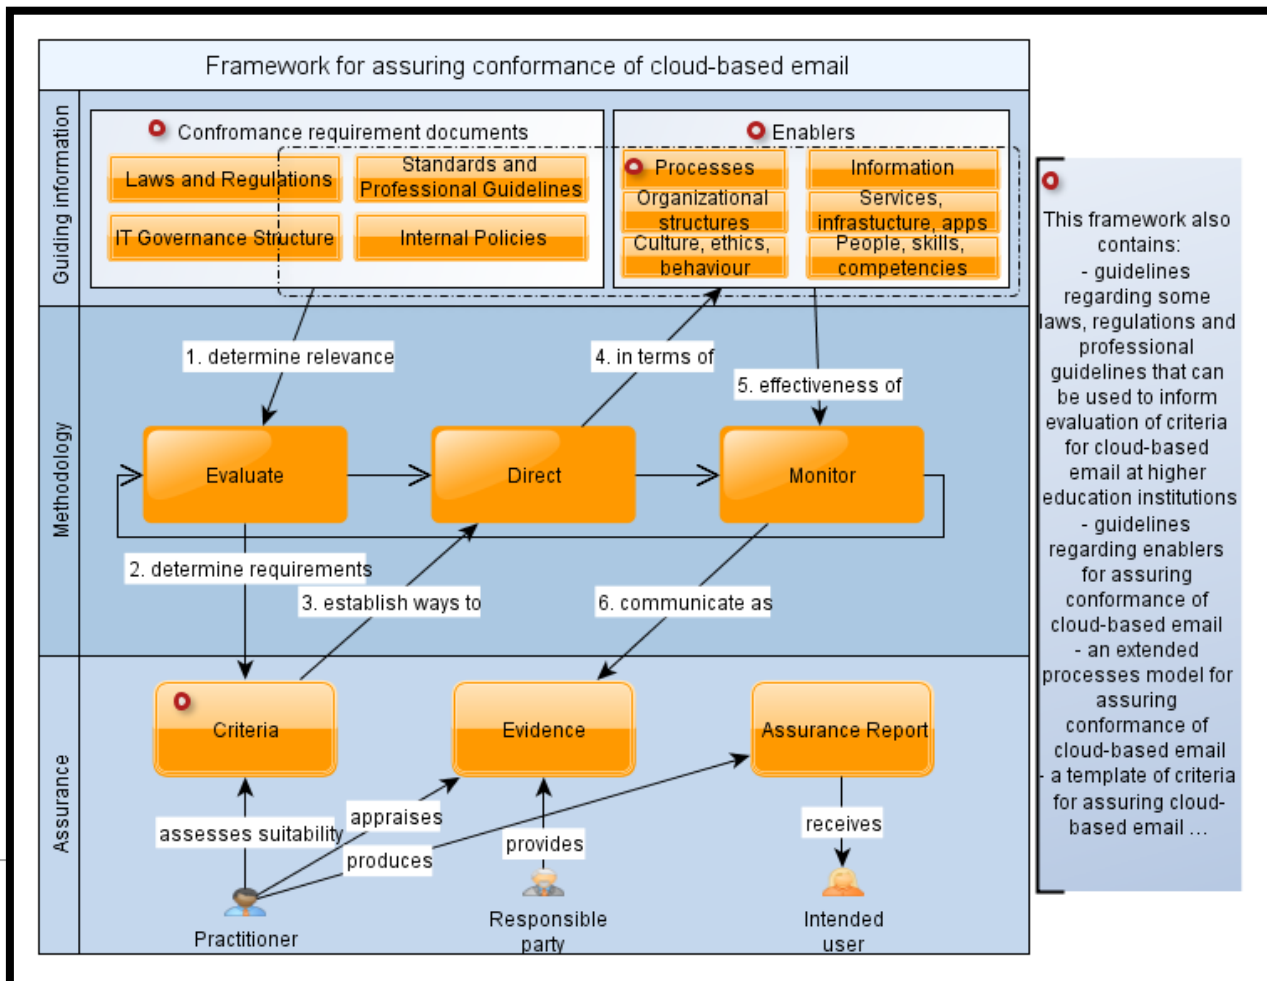 Framework for assuring conformance of cloud-based email
Guiding information
Confromance requirement documents
Laws and Regulations
Standards and
Professional Guidelines
IT Governance Structure
Internal Policies
Enablers
Processes
Information
Organizational
structures
Services,
infrastucture, apps
Culture, ethics,
behaviour
People, skills,
competencies
Methodology
1. determine relevance
4. in terms of
5. effectiveness of
Evaluate
Direct
Monitor
2. determine requirements
3. establish ways to
6. communicate as
Assurance
Criteria
Evidence
Assurance Report
assesses suitability
appraises
produces
provides
receives
Practitioner
Responsible
party
Intended
user
This framework also
contains:
- guidelines
regarding some
laws, regulations and
professional
guidelines that can
be used to inform
evaluation of criteria
for cloud-based
email at higher
education institutions
- guidelines
regarding enablers
for assuring
conformance of
cloud-based email
- an extended
processes model for
assuring
conformance of
cloud-based email
- a template of criteria
for assuring cloud-
based email ...